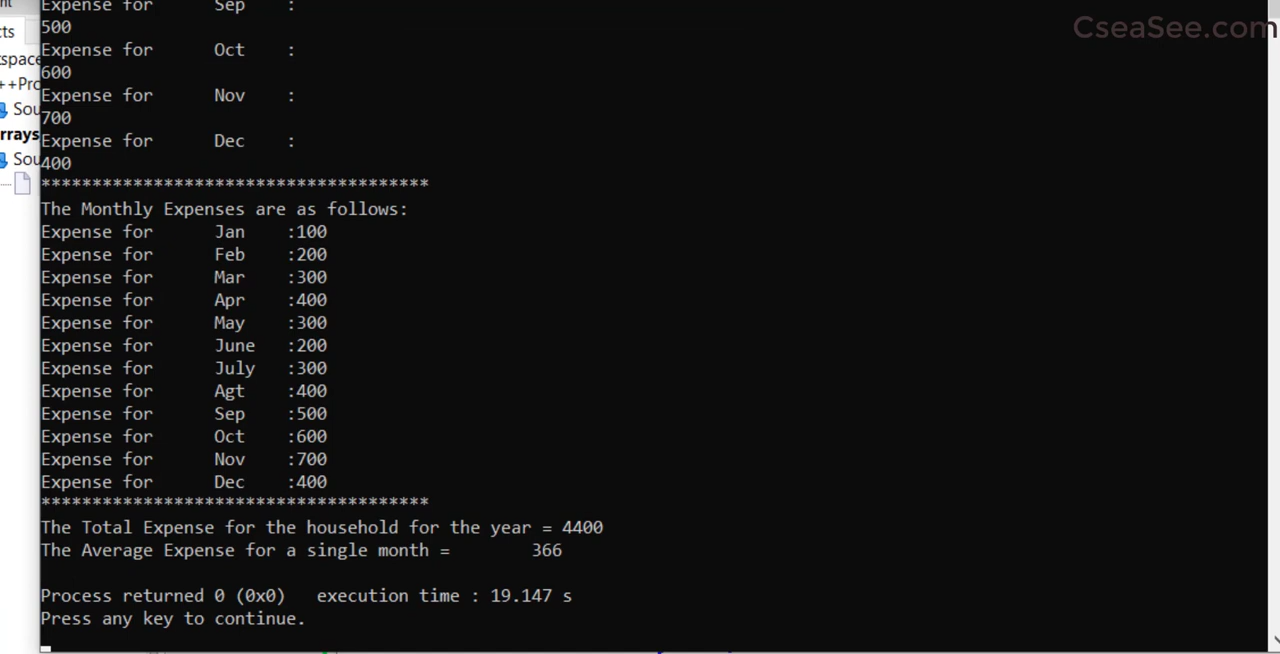 Expense for Sep :
CseaSee.com
500
Expense for Oct :
600
Expense for Nov :
700
Expense for Dec :
400
**************************************
The Monthly Expenses are as follows:
Expense for Jan :100
Expense for Feb :200
Expense for Mar :300
Expense for Apr :400
Expense for May :300
Expense for June :200
Expense for July :300
Expense for Agt :400
Expense for Sep :500
Expense for Oct :600
Expense for Nov :700
Expense for Dec :400
**************************************
The Total Expense for the household for the year = 4400
The Average Expense for a single month = 366
Process returned 0 (0x0) execution time : 19.147 s
Press any key to continue.